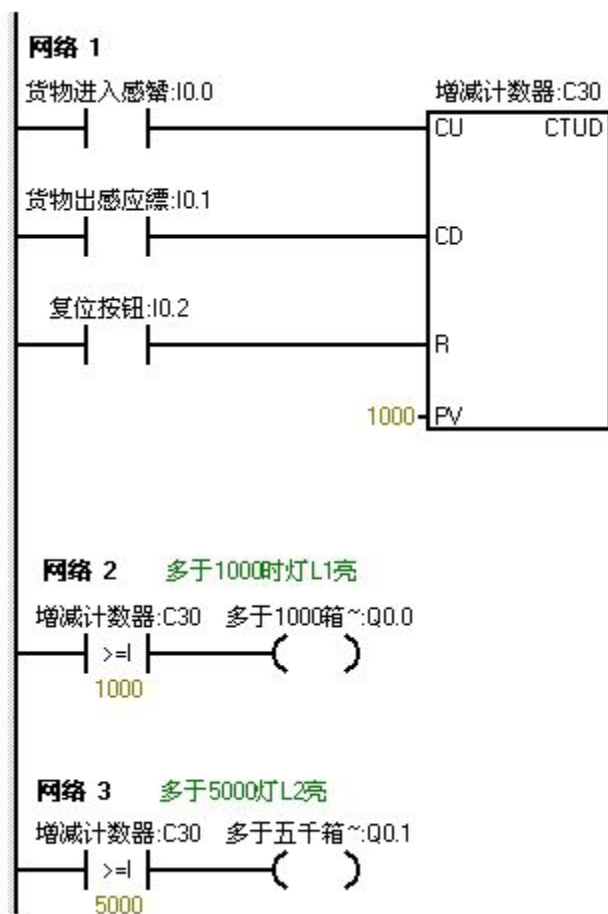 网络 1
货物进入感蟹:I0.0
增减计数器:C30
CU CTUD
货物出感应縹:I0.1
CD
复位按钮:I0.2
R
1000 PV
网络 2 多于1000时灯L1亮
增减计数器:C30 多于1000箱~:Q0.0
>=I
1000
网络 3 多于5000灯L2亮
增减计数器:C30 多于五千箱~:Q0.1
>=I
5000